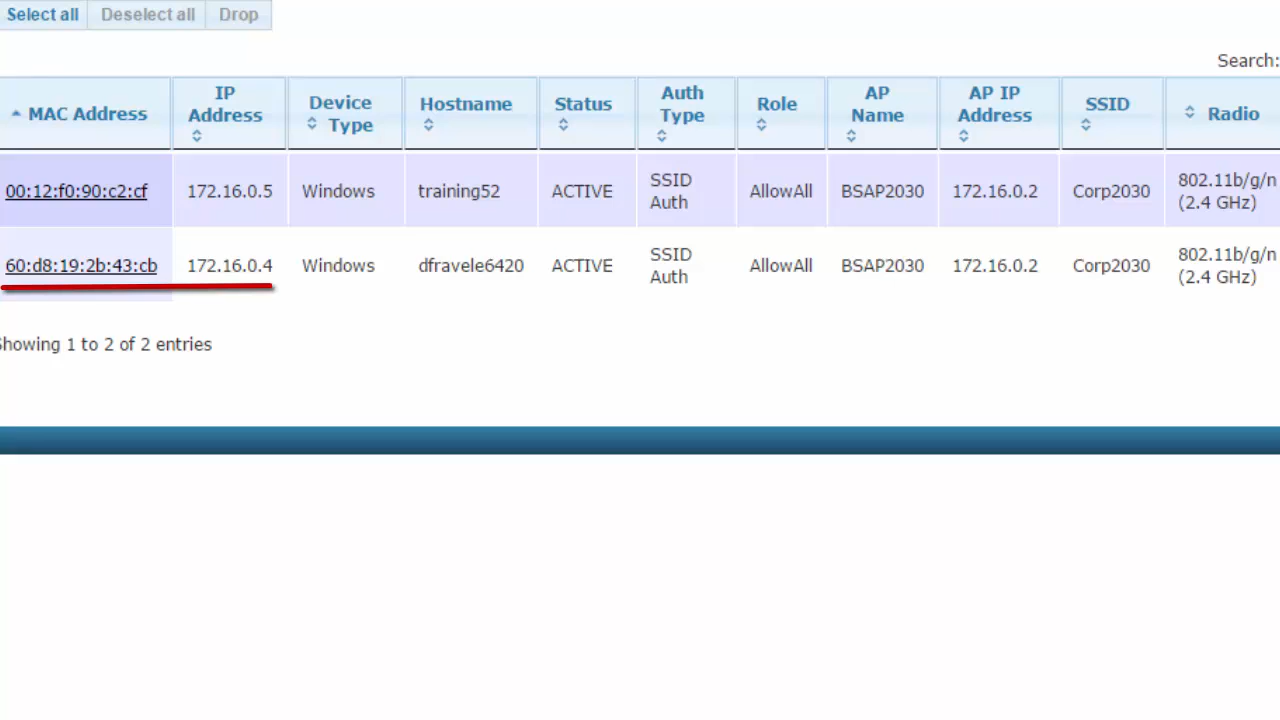 Select all Deselect all Drop
Search:
MAC Address IP Address Device Type Hostname Status Auth Type Role AP Name AP IP Address SSID Radio
00:12:f0:90:c2:cf 172.16.0.5 Windows training52 ACTIVE SSID Auth AllowAll BSAP2030 172.16.0.2 Corp2030 802.11b/g/n (2.4 GHz)
60:d8:19:2b:43:cb 172.16.0.4 Windows dfravele6420 ACTIVE SSID Auth AllowAll BSAP2030 172.16.0.2 Corp2030 802.11b/g/n (2.4 GHz)
Showing 1 to 2 of 2 entries